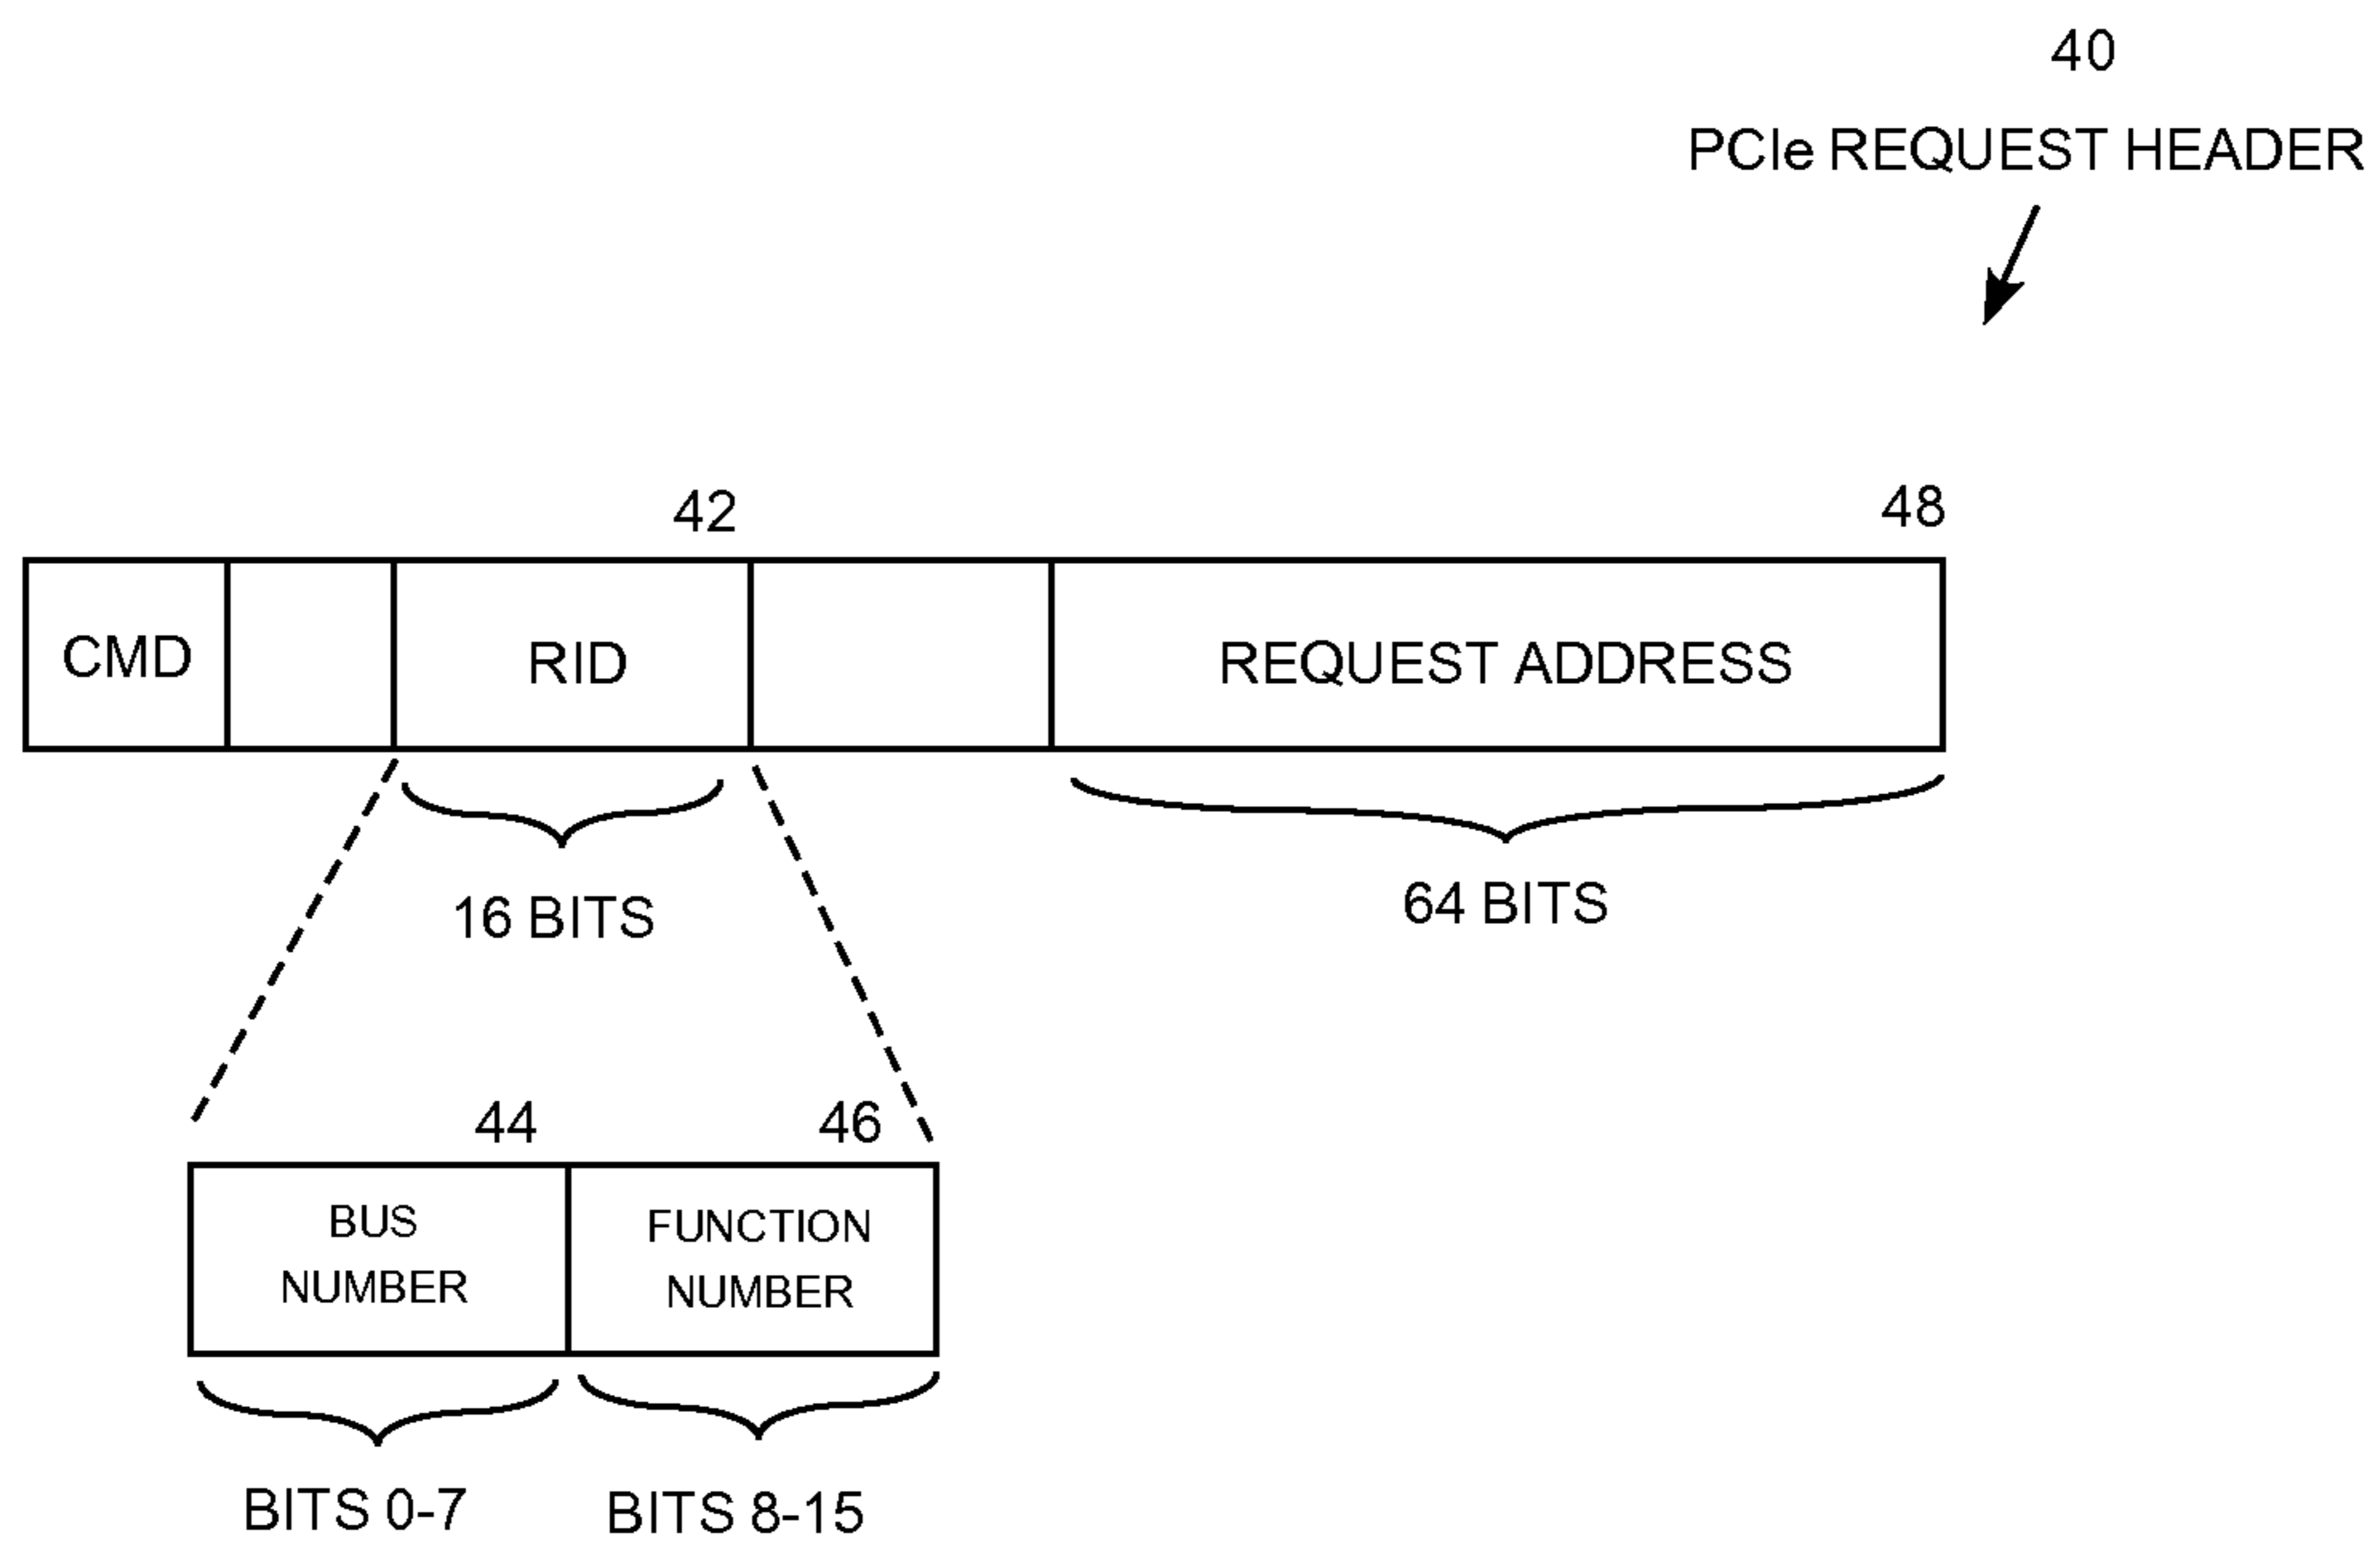 40
PCIe REQUEST HEADER
42
48
CMD
RID
REQUEST ADDRESS
16 BITS
64 BITS
44
46
BUS
NUMBER
FUNCTION
NUMBER
BITS 0-7
BITS 8-15